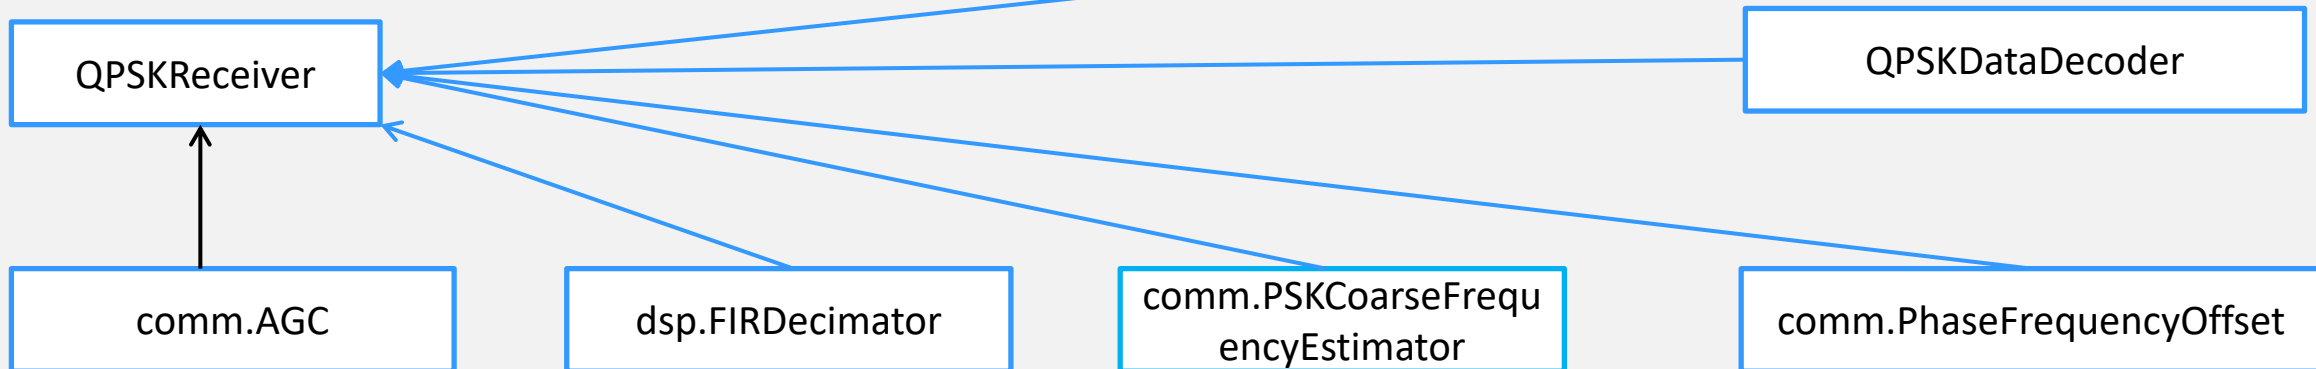 QPSKReceiver
QPSKDataDecoder
comm.AGC
dsp.FIRDecimator
comm.PSKCoarseFrequ
encyEstimator
comm.PhaseFrequencyOffset